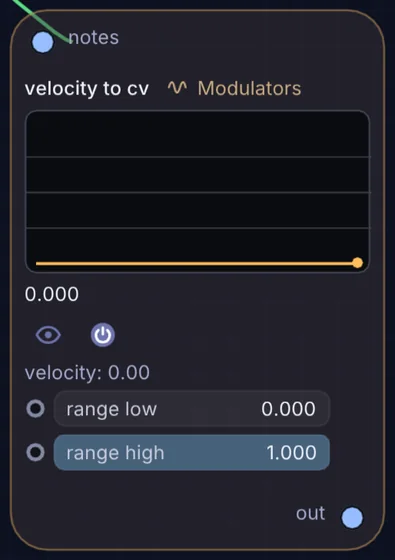 notes
velocity to cv Modulators
0.000
velocity: 0.00
range low 0.000
range high 1.000
out